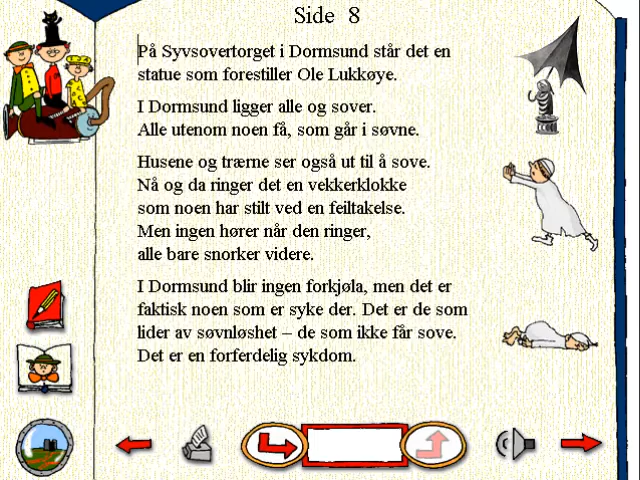 Side 8
På Syvsovertorget i Dormsund står det en
statue som forestiller Ole Lukkøye.
I Dormsund ligger alle og sover.
Alle utenom noen få, som går i søvne.
Husene og trærne ser også ut til å sove.
Nå og da ringer det en vekkerklokke
som noen har stilt ved en feiltakelse.
Men ingen hører når den ringer,
alle bare snorker videre.
I Dormsund blir ingen forkjøla, men det er
faktisk noen som er syke der. Det er de som
lider av søvnløshet – de som ikke får sove.
Det er en forferdelig sykdom.